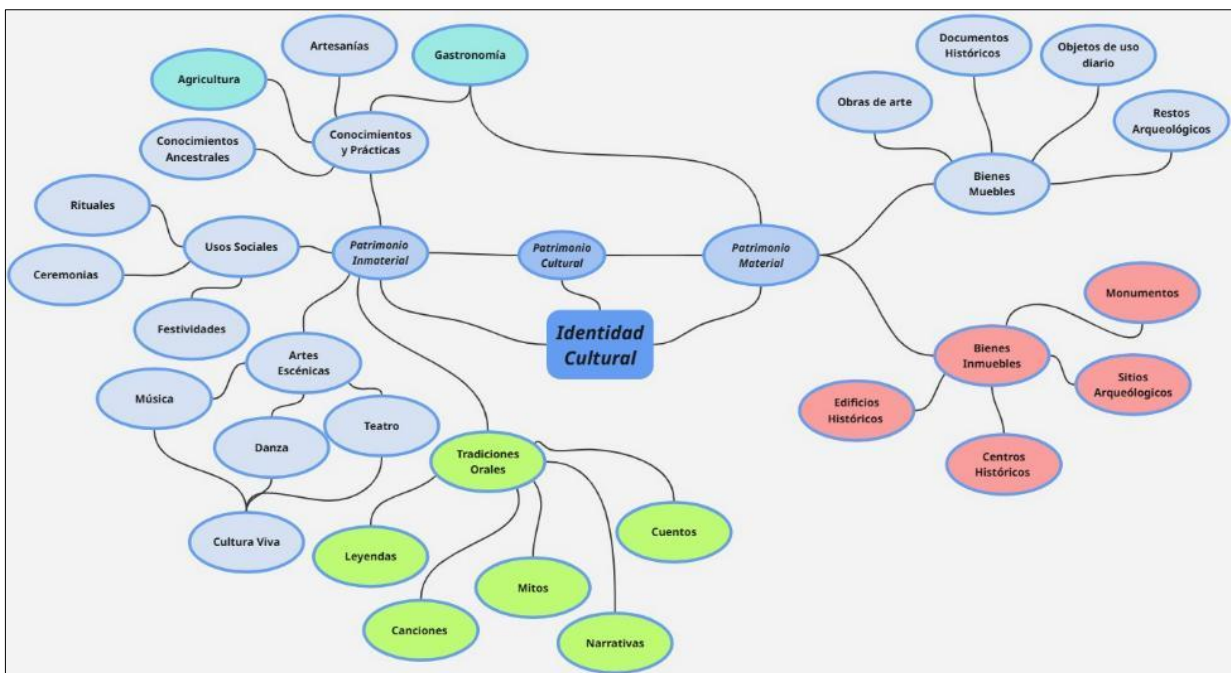 Artesanías
Gastronomía
Agricultura
Conocimientos
Ancestrales
Conocimientos
y Prácticas
Rituales
Usos Sociales
Ceremonias
Festividades
Patrimonio
Inmaterial
Patrimonio
Cultural
Patrimonio
Material
Identidad
Cultural
Documentos
Históricos
Objetos de uso
diario
Obras de arte
Restos
Arqueológicos
Bienes
Muebles
Monumentos
Bienes
Inmuebles
Sitios
Arqueólogicos
Edificios
Históricos
Centros
Históricos
Artes
Escénicas
Música
Danza
Teatro
Cultura Viva
Tradiciones
Orales
Leyendas
Canciones
Mitos
Narrativas
Cuentos